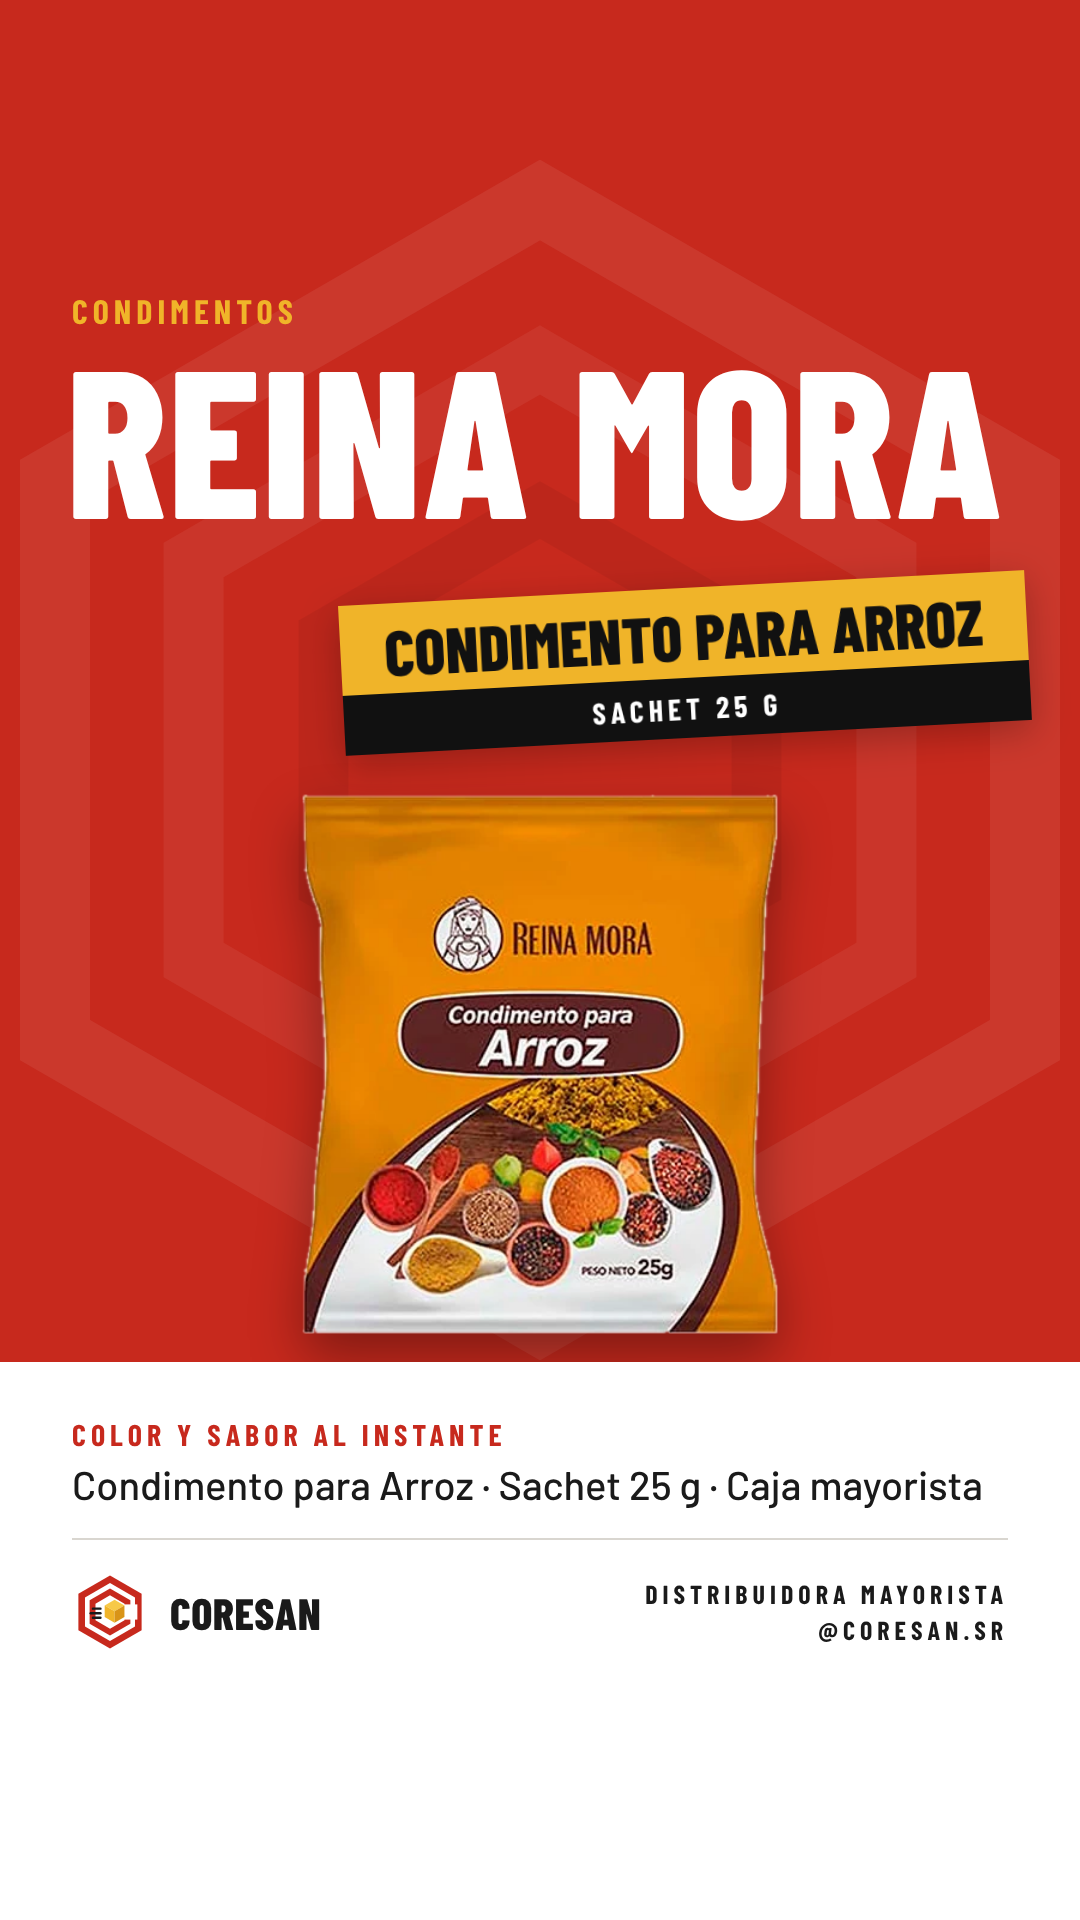 CONDIMENTOS
REINA MORA
CONDIMENTO PARA ARROZ
SACHET 25 G
REINA MORA
Condimento para
Arroz
PESO NETO 25g
COLOR Y SABOR AL INSTANTE
Condimento para Arroz · Sachet 25 g · Caja mayorista
CORESAN
DISTRIBUIDORA MAYORISTA
@CORESAN.SR